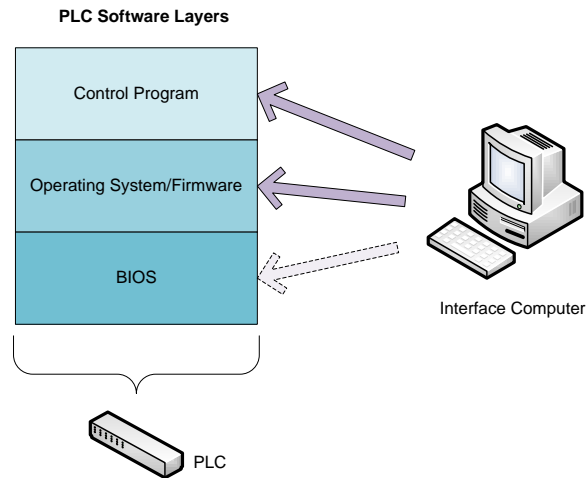 PLC Software Layers
Control Program
Operating System/Firmware
BIOS
Interface Computer
PLC